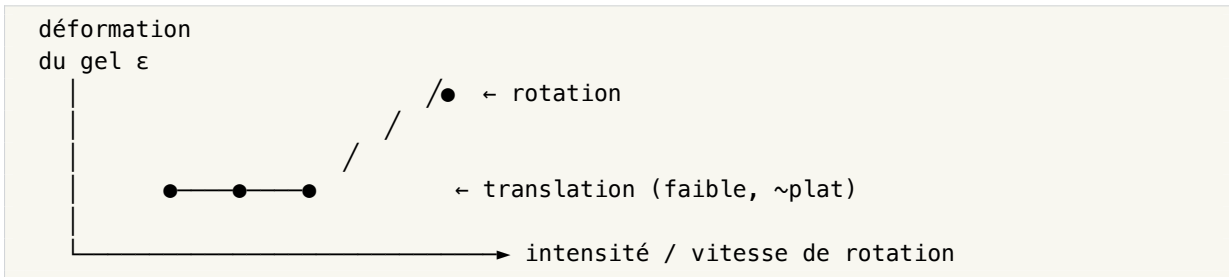 déformation
du gel ε
← rotation
← translation (faible, ~plat)
intensité / vitesse de rotation